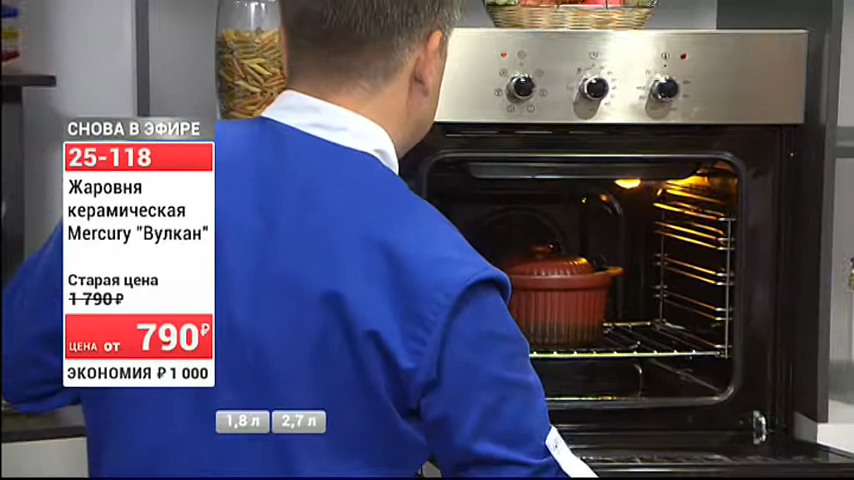 СНОВА В ЭФИРЕ
25-118
Жаровня
керамическая
Mercury "Вулкан"
Старая цена
1 790 ₽
ЦЕНА ОТ 790 ₽
ЭКОНОМИЯ ₽ 1 000
1,8 л 2,7 л